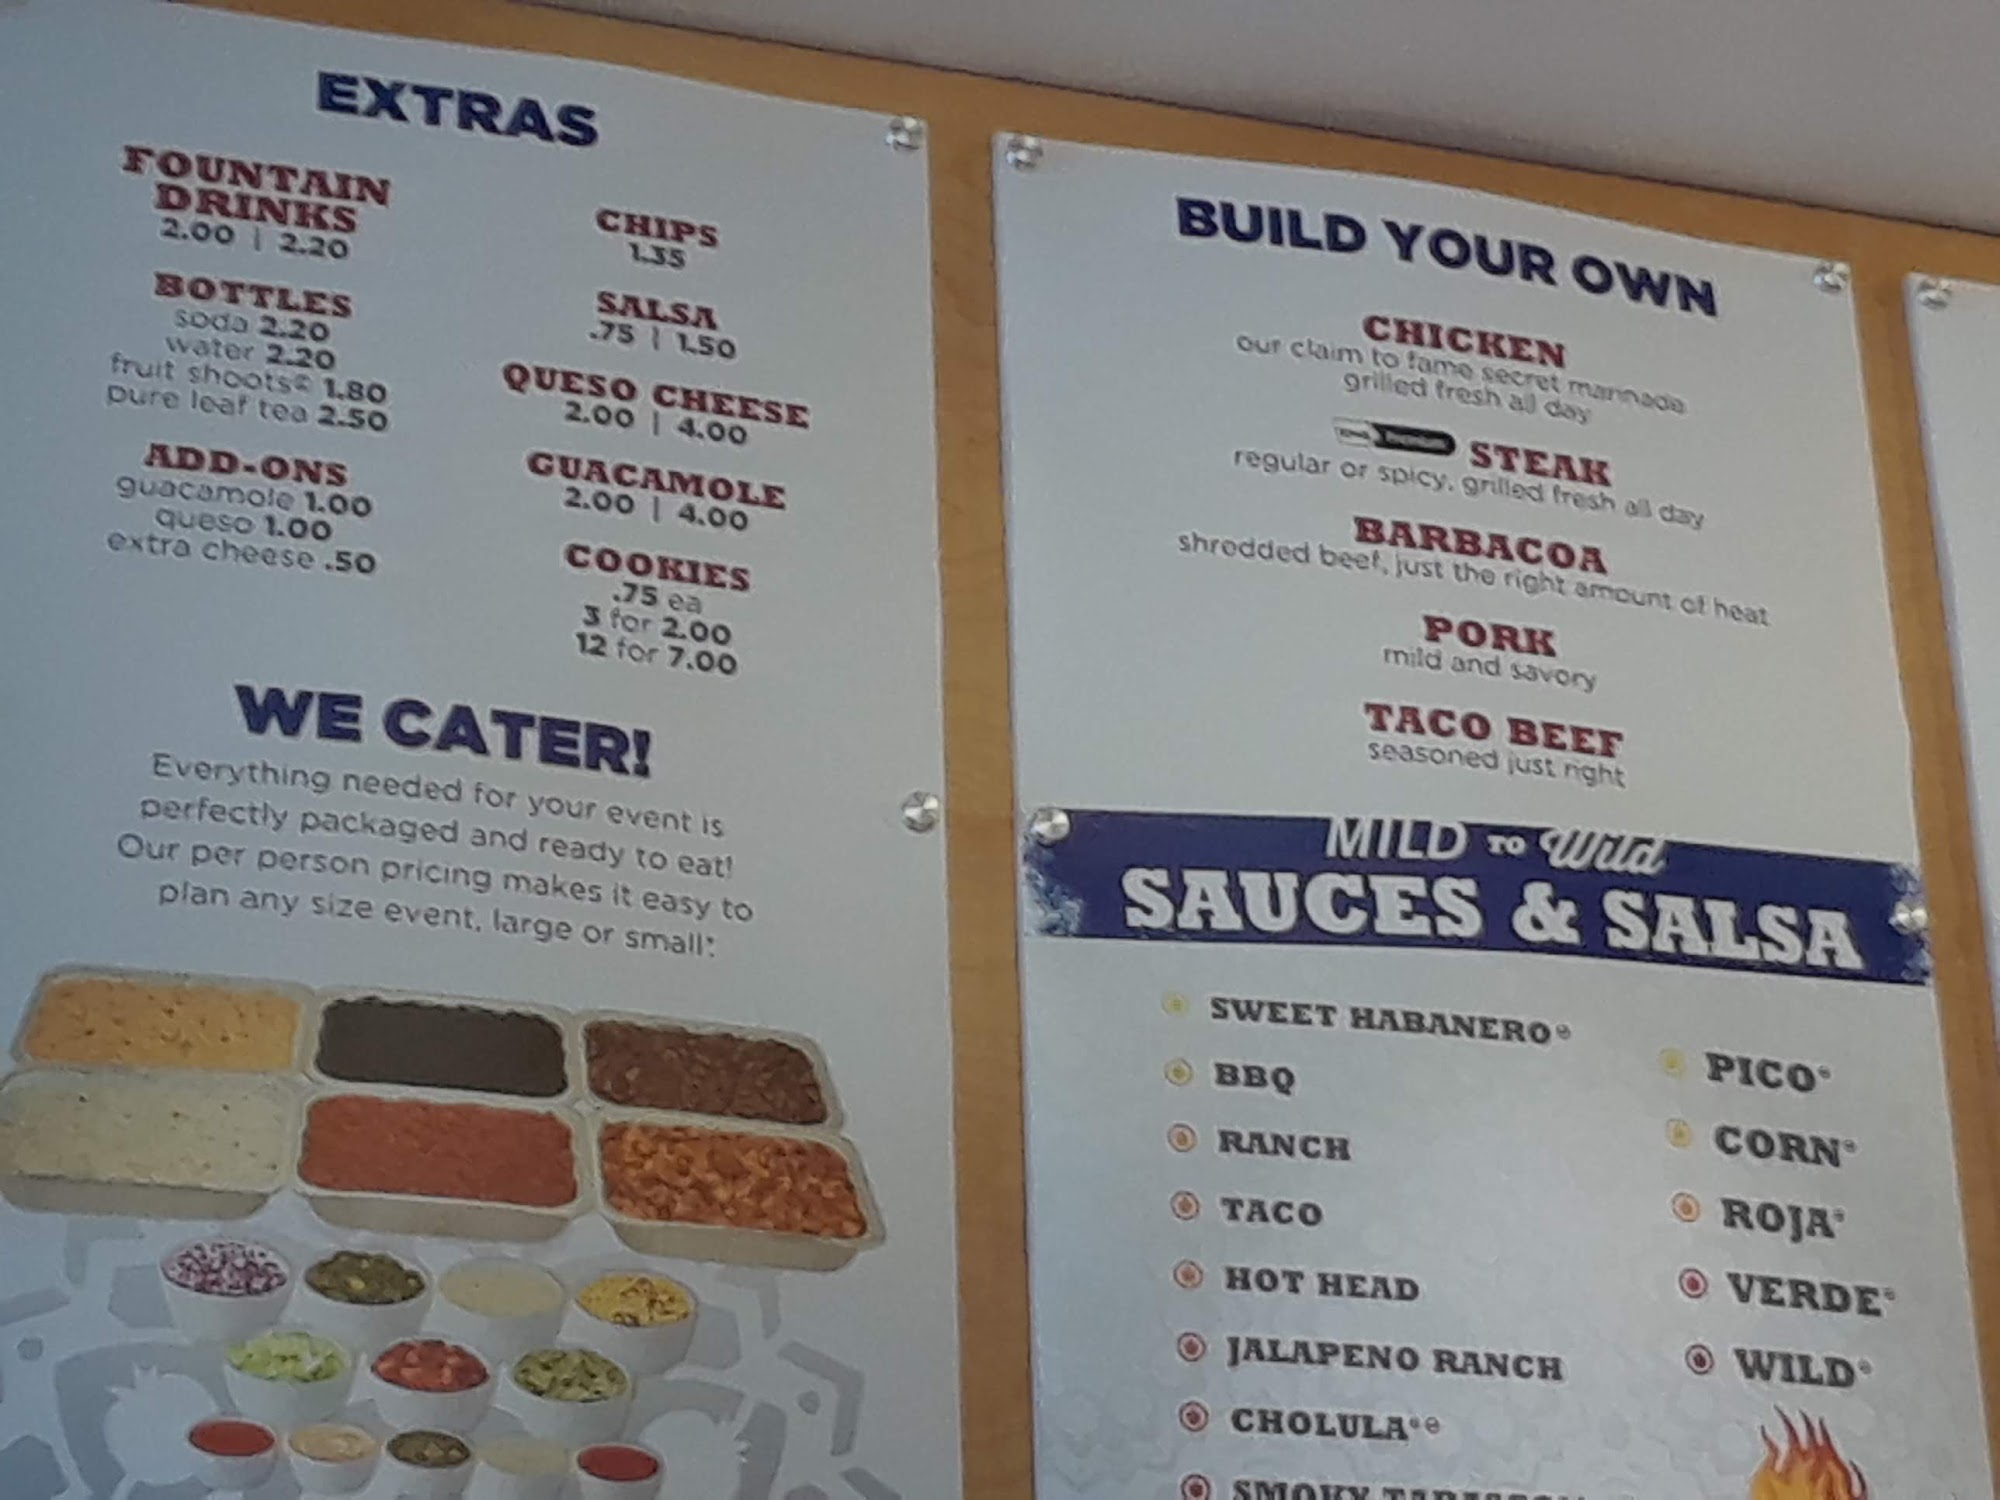 EXTRAS
FOUNTAIN
DRINKS
2.00 | 2.20
BOTTLES
soda 2.20
water 2.20
fruit shoots® 1.80
pure leaf tea 2.50
ADD-ONS
guacamole 1.00
queso 1.00
extra cheese .50
CHIPS
1.35
SALSA
.75 | 1.50
QUESO CHEESE
2.00 | 4.00
GUACAMOLE
2.00 | 4.00
COOKIES
.75 ea
3 for 2.00
12 for 7.00
WE CATER!
Everything needed for your event is
perfectly packaged and ready to eat!
Our per person pricing makes it easy to
plan any size event, large or small!
BUILD YOUR OWN
CHICKEN
our claim to fame secret marinade
grilled fresh all day
STEAK
regular or spicy, grilled fresh all day
BARBACOA
shredded beef, just the right amount of heat
PORK
mild and savory
TACO BEEF
seasoned just right
MILD TO Wild
SAUCES & SALSA
SWEET HABANERO
BBQ
RANCH
TACO
HOT HEAD
JALAPENO RANCH
CHOLULA
SMOKY
PICO
CORN
ROJA
VERDE
WILD